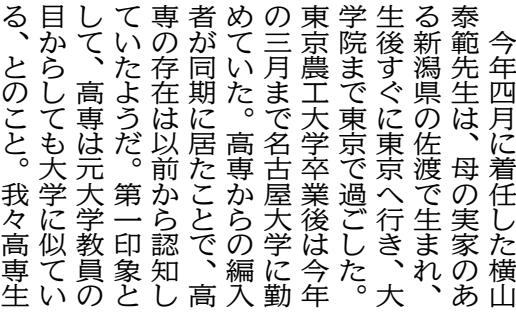 今年四月に着任した横山
泰範先生は、母の実家のあ
る新潟県の佐渡で生まれ、
生後すぐに東京へ行き、大
学院まで東京で過ごした。
東京農工大学卒業後は今年
の三月まで名古屋大学に勤
めていた。高専からの編入
者が同期に居たことで、高
専の存在は以前から認知し
ていたようだ。第一印象と
して、高専は元大学教員の
目からしても大学に似てい
る、とのこと。我々高専生